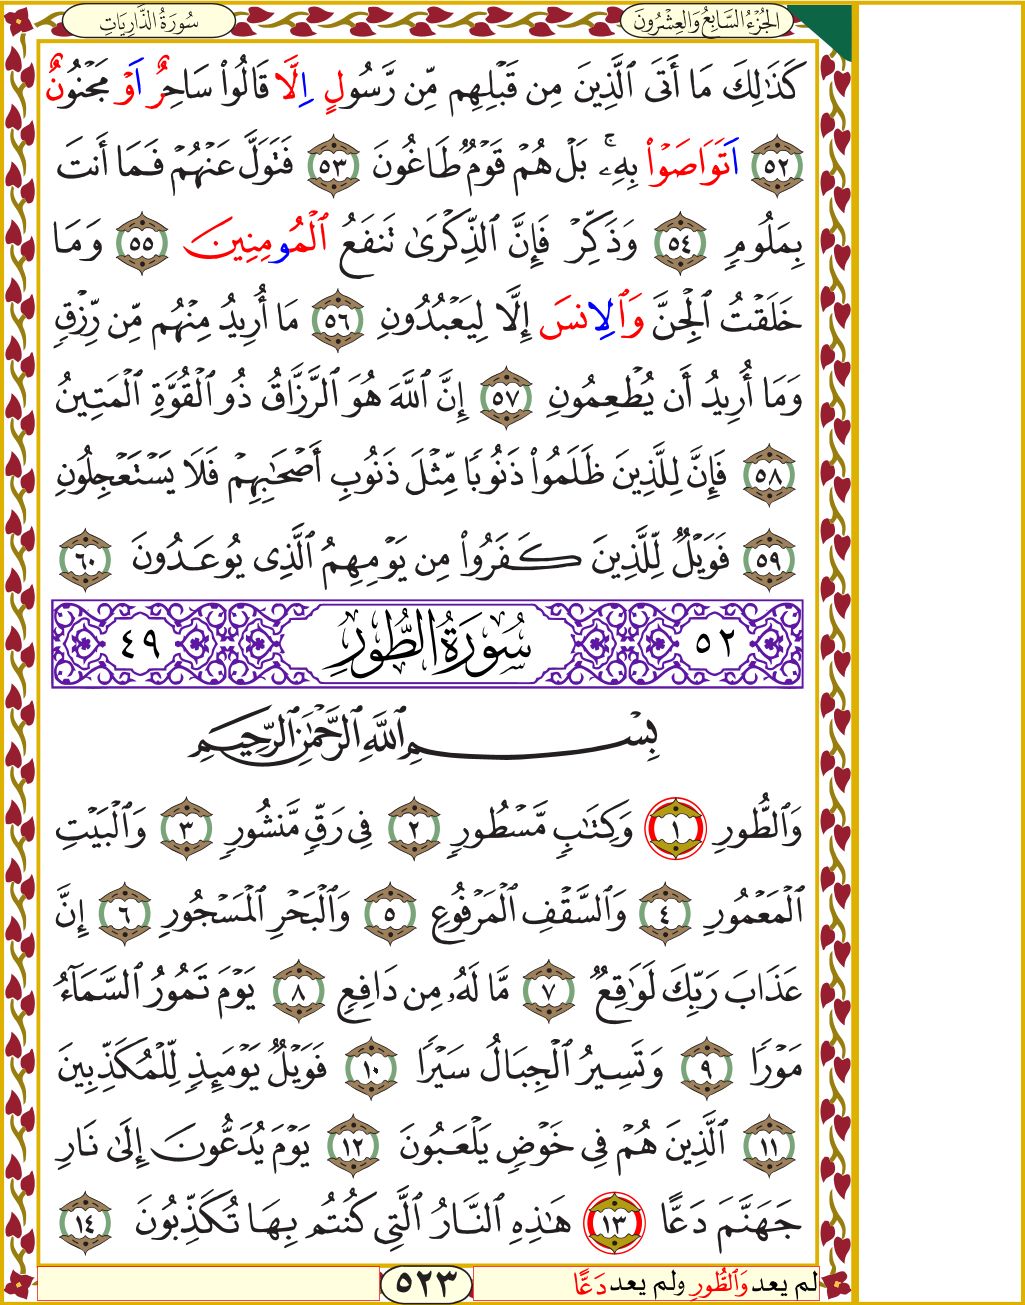 الجُزْءُ السَّابِعُ وَالعِشْرُونَ
سُورَةُ الذَّارِيَاتِ
كَذَٰلِكَ مَا أَتَى ٱلَّذِينَ مِن قَبْلِهِم مِّن رَّسُولٍ اِلَّا قَالُواْ سَاحِرٌ اَوْ مَجْنُونٌ
٥٢ اَتَوَاصَوْاْ بِهِۦۚ بَلْ هُمْ قَوْمٌ طَاغُونَ ٥٣ فَتَوَلَّ عَنْهُمْ فَمَا أَنتَ
بِمَلُومٍ ٥٤ وَذَكِّرْ فَإِنَّ ٱلذِّكْرَىٰ تَنفَعُ ٱلْمُومِنِينَ ٥٥ وَمَا
خَلَقْتُ ٱلْجِنَّ وَٱلِانسَ إِلَّا لِيَعْبُدُونِ ٥٦ مَا أُرِيدُ مِنْهُم مِّن رِّزْقٍ
وَمَا أُرِيدُ أَن يُطْعِمُونِ ٥٧ إِنَّ ٱللَّهَ هُوَ ٱلرَّزَّاقُ ذُو ٱلْقُوَّةِ ٱلْمَتِينُ
٥٨ فَإِنَّ لِلَّذِينَ ظَلَمُواْ ذَنُوبًا مِّثْلَ ذَنُوبِ أَصْحَٰبِهِمْ فَلَا يَسْتَعْجِلُونِ
٥٩ فَوَيْلٌ لِّلَّذِينَ كَفَرُواْ مِن يَوْمِهِمُ ٱلَّذِى يُوعَدُونَ ٦٠
٥٢ سُورَةُ الطُّورِ ٤٩
بِسْمِ ٱللَّهِ ٱلرَّحْمَٰنِ ٱلرَّحِيمِ
وَٱلطُّورِ ١ وَكِتَٰبٍ مَّسْطُورٍ ٢ فِى رَقٍّ مَّنشُورٍ ٣ وَٱلْبَيْتِ
ٱلْمَعْمُورِ ٤ وَٱلسَّقْفِ ٱلْمَرْفُوعِ ٥ وَٱلْبَحْرِ ٱلْمَسْجُورِ ٦ إِنَّ
عَذَابَ رَبِّكَ لَوَٰقِعٌ ٧ مَّا لَهُۥ مِن دَافِعٍ ٨ يَوْمَ تَمُورُ ٱلسَّمَآءُ
مَوْرًا ٩ وَتَسِيرُ ٱلْجِبَالُ سَيْرًا ١٠ فَوَيْلٌ يَوْمَئِذٍ لِّلْمُكَذِّبِينَ
١١ ٱلَّذِينَ هُمْ فِى خَوْضٍ يَلْعَبُونَ ١٢ يَوْمَ يُدَعُّونَ إِلَىٰ نَارِ
جَهَنَّمَ دَعًّا ١٣ هَٰذِهِ ٱلنَّارُ ٱلَّتِى كُنتُم بِهَا تُكَذِّبُونَ ١٤
لم يعد وَٱلطُّورِ ولم يعد دَعًّا
٥٢٣